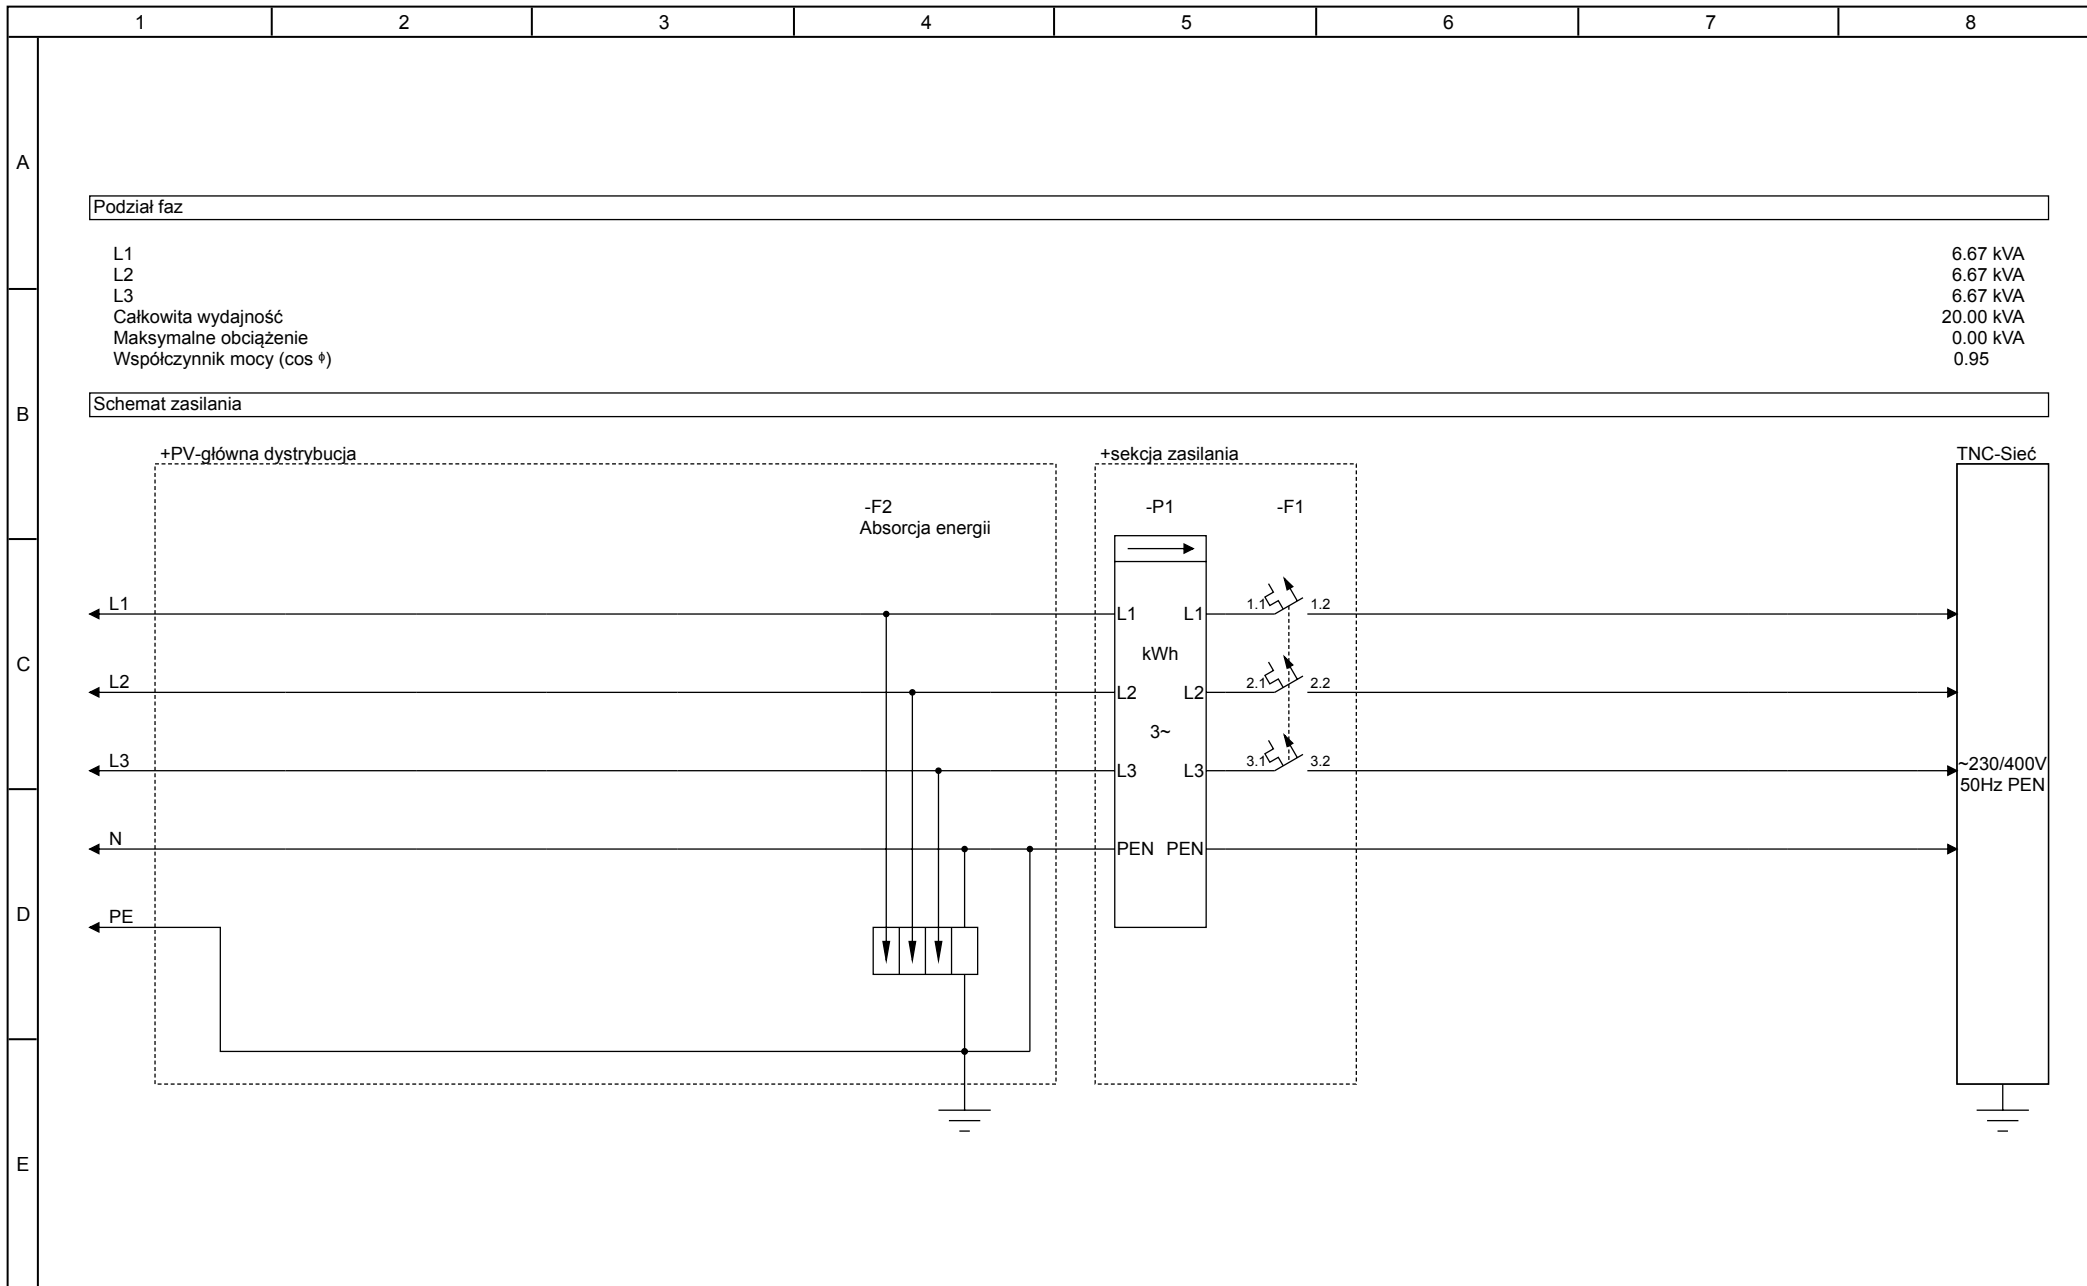 1 2 3 4 5 6 7 8
A
Podział faz
L1 6.67 kVA
L2 6.67 kVA
L3 6.67 kVA
Całkowita wydajność 20.00 kVA
Maksymalne obciążenie 0.00 kVA
Współczynnik mocy (cos φ) 0.95
B
Schemat zasilania
+PV-główna dystrybucja +sekcja zasilania TNC-Sieć
-F2 -P1 -F1
Absorcja energii
L1 L1 L1 1.1 1.2
C
kWh
L2 L2 L2 2.1 2.2
3~
L3 L3 L3 3.1 3.2
~230/400V
50Hz PEN
N PEN PEN
D
PE
E